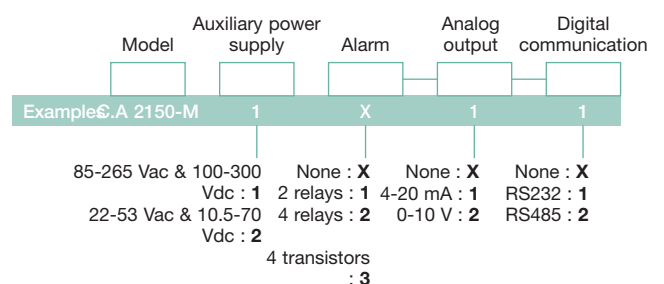 Model
Auxiliary power
supply
Alarm
Analog
output
Digital
communication
Examples C.A 2150-M 1 X 1 1
85-265 Vac & 100-300
Vdc : 1
22-53 Vac & 10.5-70
Vdc : 2
None : X
2 relays : 1
4 relays : 2
4 transistors
: 3
None : X
4-20 mA : 1
0-10 V : 2
None : X
RS232 : 1
RS485 : 2